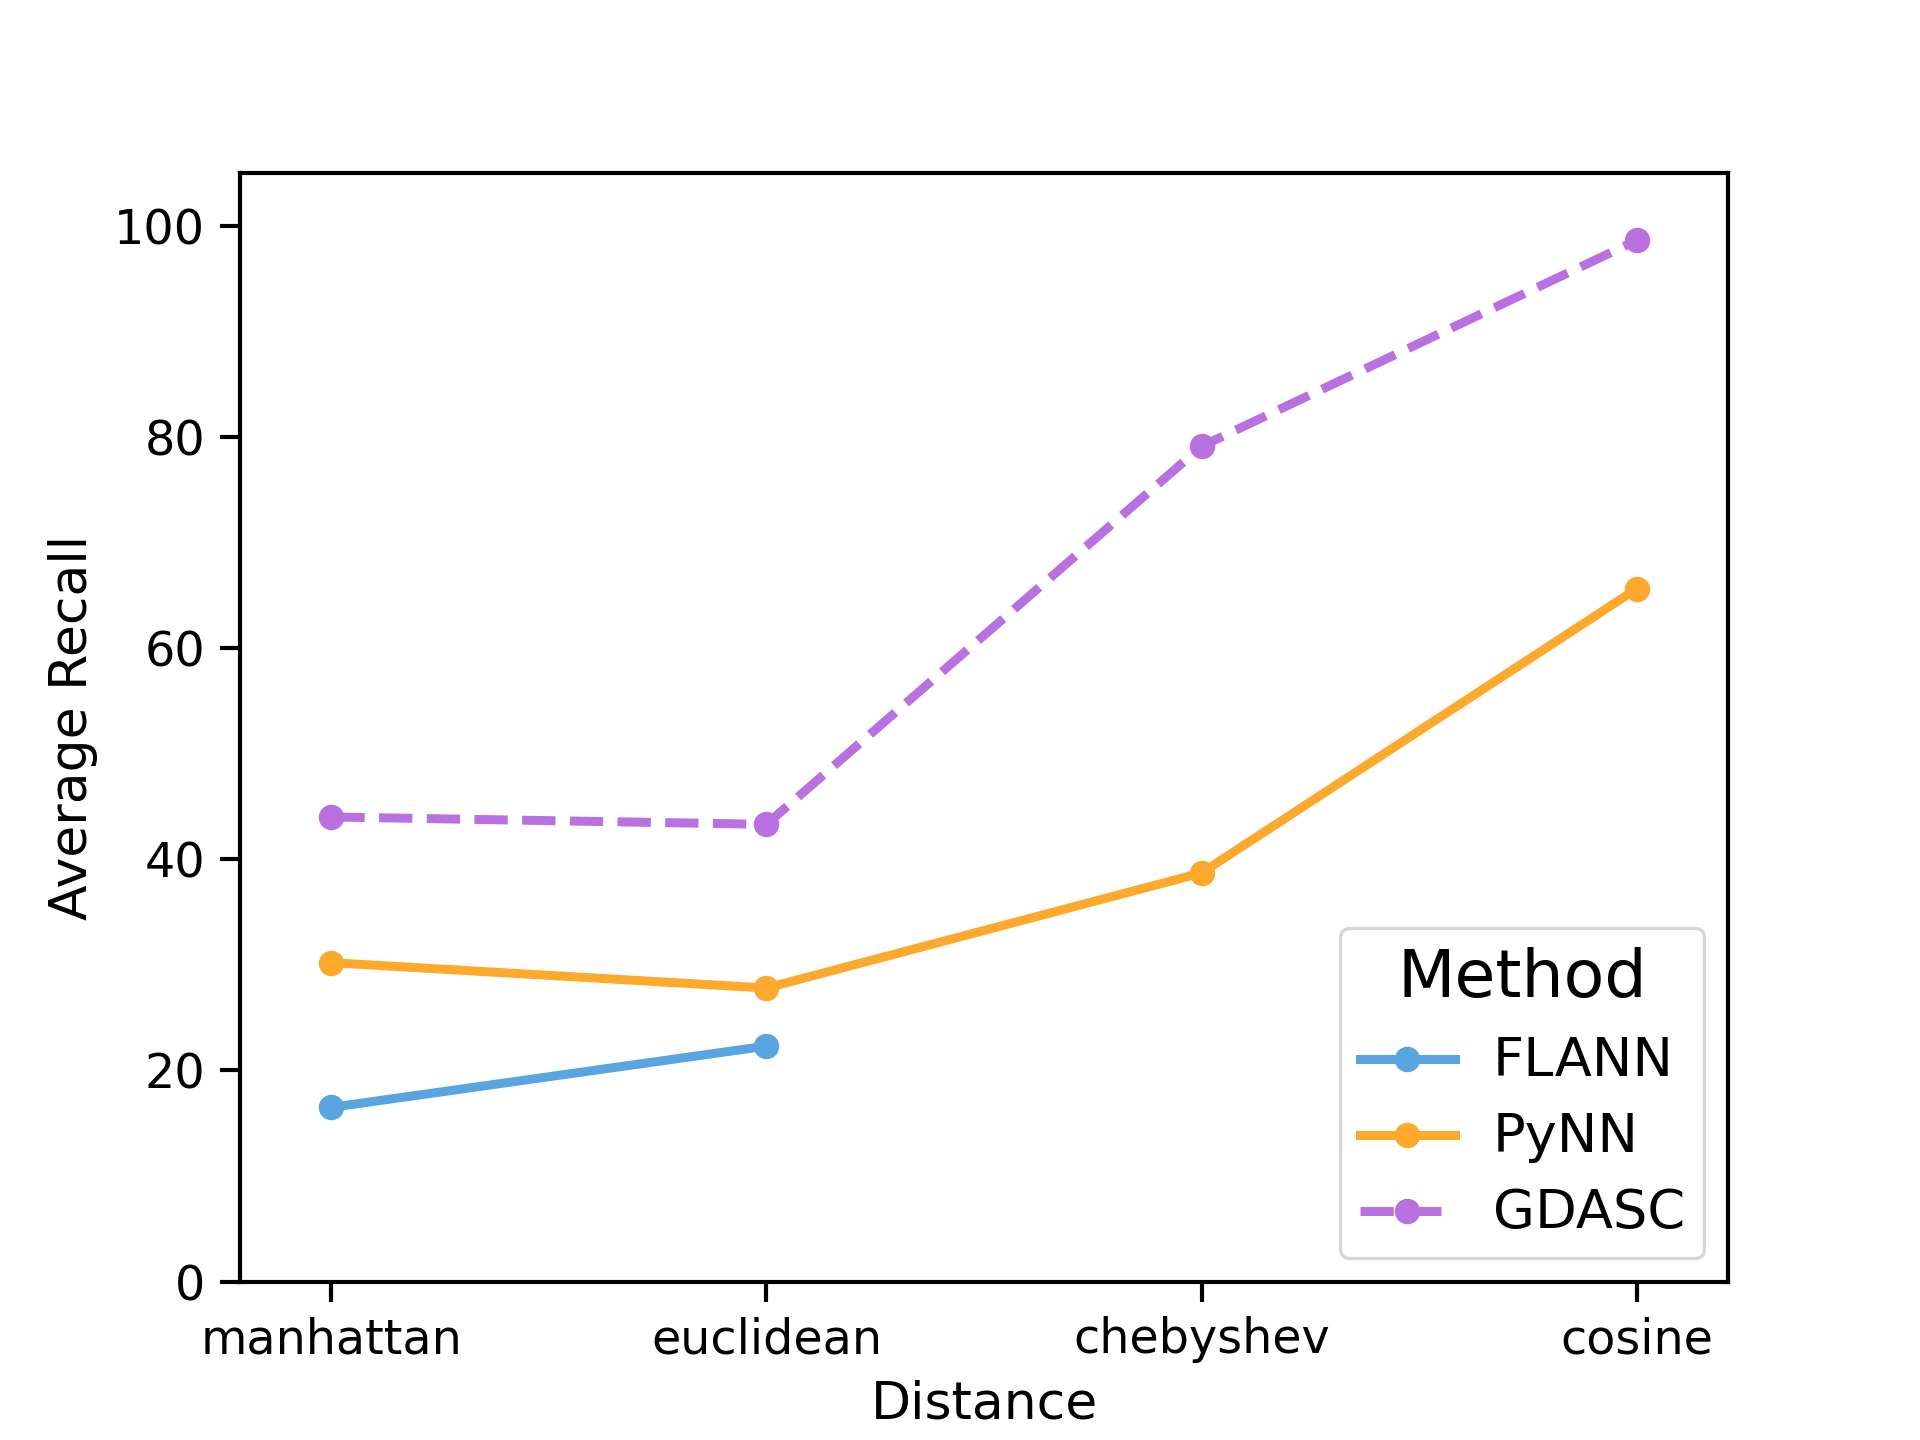 100
80
60
40
20
0
Average Recall
manhattan euclidean chebyshev cosine
Distance
Method
FLANN
PyNN
GDASC